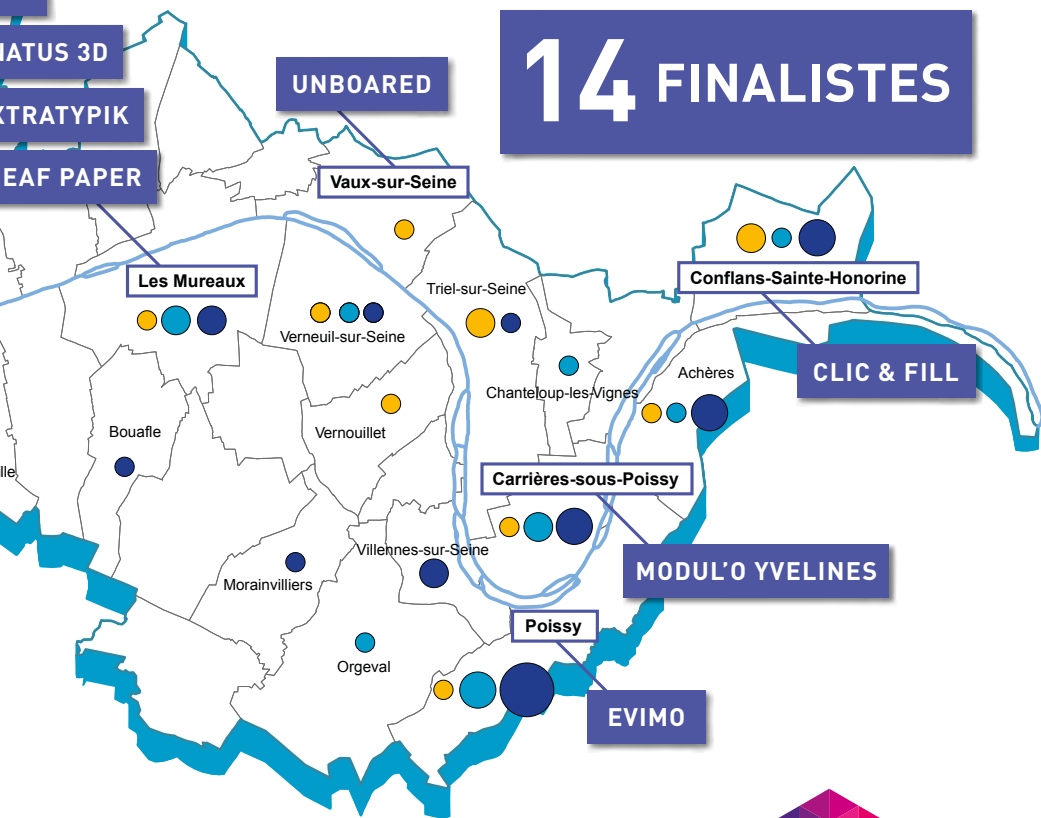 14 FINALISTES
IATUS 3D
UNBOARED
XTRATYPIK
EAF PAPER
Vaux-sur-Seine
Les Mureaux
Conflans-Sainte-Honorine
Triel-sur-Seine
Verneuil-sur-Seine
CLIC & FILL
Achères
Chanteloup-les-Vignes
Bouafle
Vernouillet
lle
Carrières-sous-Poissy
Villennes-sur-Seine
MODUL'O YVELINES
Morainvilliers
Poissy
Orgeval
EVIMO